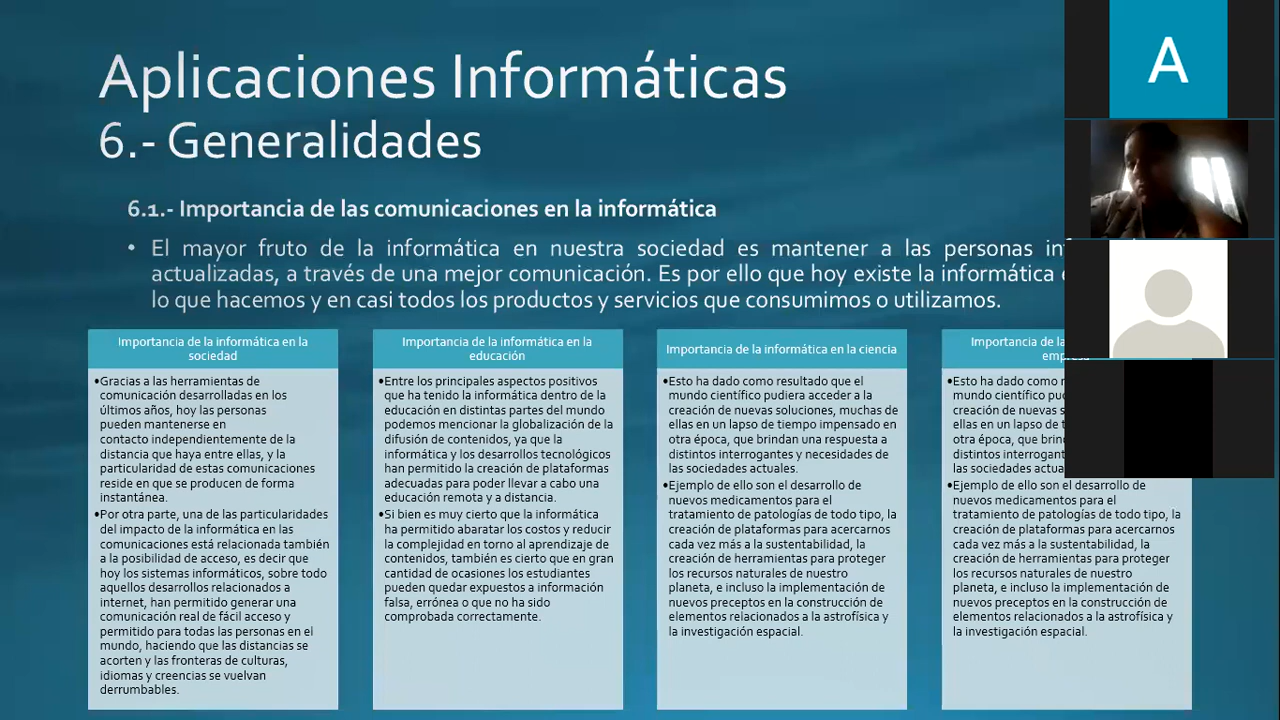 Aplicaciones Informáticas
6.- Generalidades
6.1.- Importancia de las comunicaciones en la informática
• El mayor fruto de la informática en nuestra sociedad es mantener a las personas
actualizadas, a través de una mejor comunicación. Es por ello que hoy existe la informática
lo que hacemos y en casi todos los productos y servicios que consumimos o utilizamos.
Importancia de la informática en la
sociedad
•Gracias a las herramientas de
comunicación desarrolladas en los
últimos años, hoy las personas
pueden mantenerse en
contacto independientemente de la
distancia que haya entre ellas, y la
particularidad de estas comunicaciones
reside en que se producen de forma
instantánea.
•Por otra parte, una de las particularidades
del impacto de la informática en las
comunicaciones está relacionada también
a la posibilidad de acceso, es decir que
hoy los sistemas informáticos, sobre todo
aquellos desarrollos relacionados a
internet, han permitido generar una
comunicación real de fácil acceso y
permitido para todas las personas en el
mundo, haciendo que las distancias se
acorten y las fronteras de culturas,
idiomas y creencias se vuelvan
derrumbables.
Importancia de la informática en la
educación
•Entre los principales aspectos positivos
que ha tenido la informática dentro de la
educación en distintas partes del mundo
podemos mencionar la globalización de la
difusión de contenidos, ya que la
informática y los desarrollos tecnológicos
han permitido la creación de plataformas
adecuadas para poder llevar a cabo una
educación remota y a distancia.
•Si bien es muy cierto que la informática
ha permitido abaratar los costos y reducir
la complejidad en torno al aprendizaje de
contenidos, también es cierto que en gran
cantidad de ocasiones los estudiantes
pueden quedar expuestos a información
falsa, errónea o que no ha sido
comprobada correctamente.
Importancia de la informática en la ciencia
•Esto ha dado como resultado que el
mundo científico pudiera acceder a la
creación de nuevas soluciones, muchas de
ellas en un lapso de tiempo impensado en
otra época, que brindan una respuesta a
distintos interrogantes y necesidades de
las sociedades actuales.
•Ejemplo de ello son el desarrollo de
nuevos medicamentos para el
tratamiento de patologías de todo tipo, la
creación de plataformas para acercarnos
cada vez más a la sustentabilidad, la
creación de herramientas para proteger
los recursos naturales de nuestro
planeta, e incluso la implementación de
nuevos preceptos en la construcción de
elementos relacionados a la astrofísica y
la investigación espacial.
Importancia de la
•Esto ha dado como
mundo científico
creación de nuevas
ellas en un lapso de
otra época, que
distintos
las sociedades
•Ejemplo de ello son el desarrollo de
nuevos medicamentos para el
tratamiento de patologías de todo tipo, la
creación de plataformas para acercarnos
cada vez más a la sustentabilidad, la
creación de herramientas para proteger
los recursos naturales de nuestro
planeta, e incluso la implementación de
nuevos preceptos en la construcción de
elementos relacionados a la astrofísica y
la investigación espacial.
A